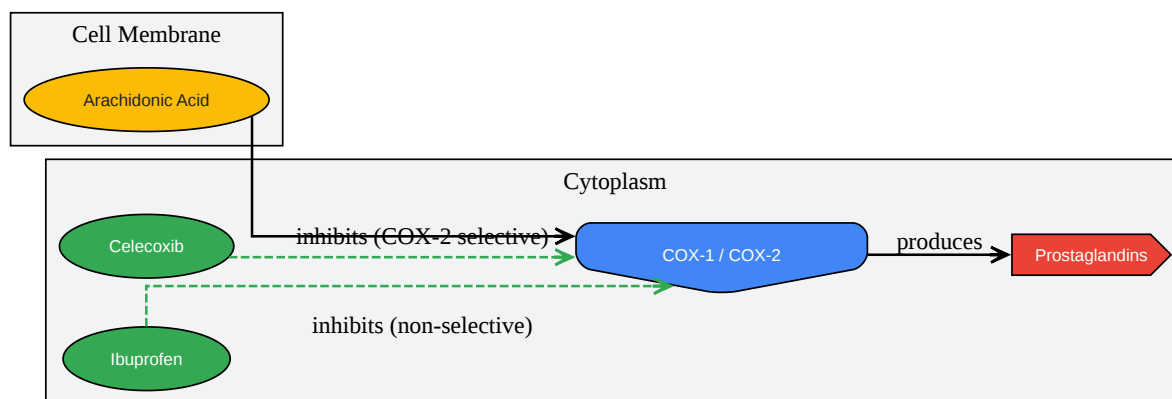 Cell Membrane
Arachidonic Acid
Cytoplasm
Celecoxib
inhibits (COX-2 selective)
COX-1 / COX-2
produces
Prostaglandins
inhibits (non-selective)
Ibuprofen